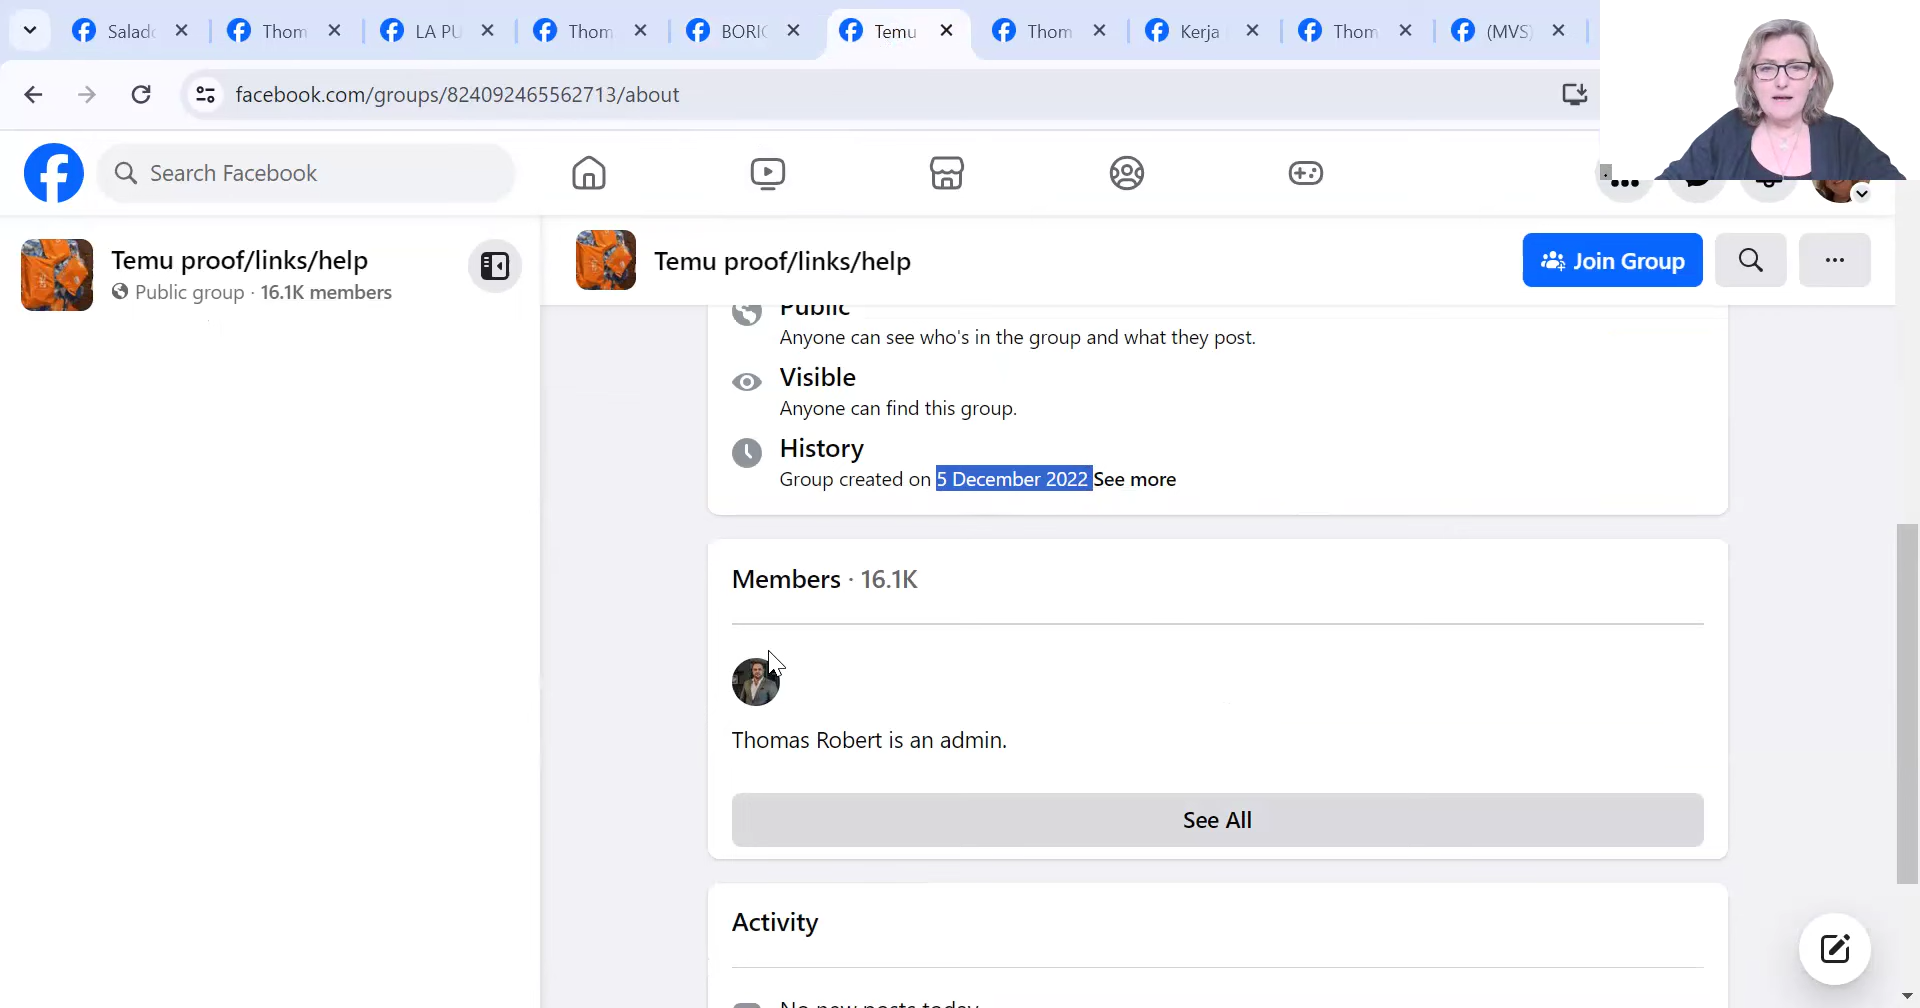 Salado
Thom
LA PU
Thom
BORIC
Temu
Thom
Kerja
Thom
(MVS)
facebook.com/groups/824092465562713/about
Search Facebook
Temu proof/links/help
Public group · 16.1K members
Temu proof/links/help
Join Group
Public
Anyone can see who's in the group and what they post.
Visible
Anyone can find this group.
History
Group created on 5 December 2022 See more
Members · 16.1K
Thomas Robert is an admin.
See All
Activity
No new posts today